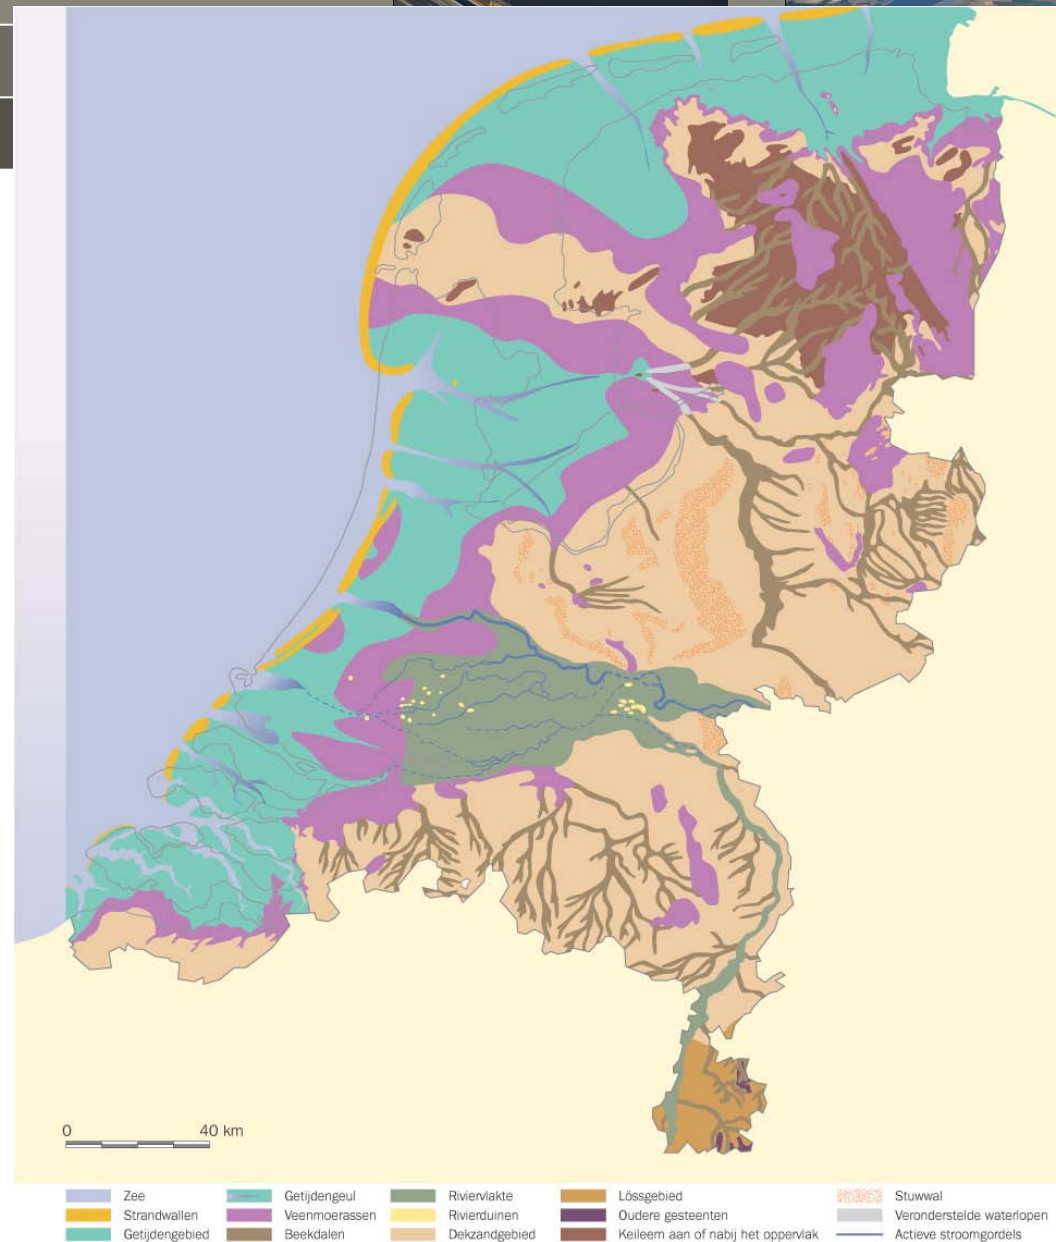 0 40 km
Zee
Strandwallen
Getijdengebied
Getijdengeul
Veenmoerassen
Beekdalen
Riviervlakte
Rivierduinen
Dekzandgebied
Lössgebied
Oudere gesteenten
Keileem aan of nabij het oppervlak
Stuwwal
Veronderstelde waterlopen
Actieve stroomgordels